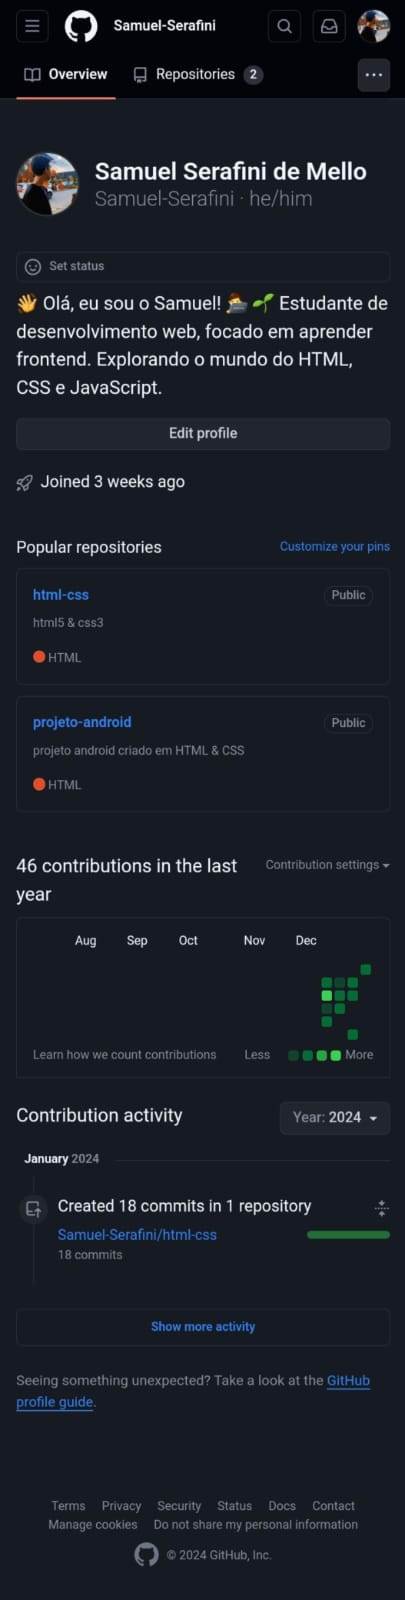 Samuel-Serafini
Overview
Repositories 2
Samuel Serafini de Mello
Samuel-Serafini · he/him
Set status
👋 Olá, eu sou o Samuel! 👨‍💻 🌱 Estudante de
desenvolvimento web, focado em aprender
frontend. Explorando o mundo do HTML,
CSS e JavaScript.
Edit profile
Joined 3 weeks ago
Popular repositories
Customize your pins
html-css
Public
html5 & css3
HTML
projeto-android
Public
projeto android criado em HTML & CSS
HTML
46 contributions in the last
year
Contribution settings
Aug Sep Oct Nov Dec
Learn how we count contributions
Less
More
Contribution activity
Year: 2024
January 2024
Created 18 commits in 1 repository
Samuel-Serafini/html-css
18 commits
Show more activity
Seeing something unexpected? Take a look at the GitHub
profile guide.
Terms Privacy Security Status Docs Contact
Manage cookies Do not share my personal information
© 2024 GitHub, Inc.